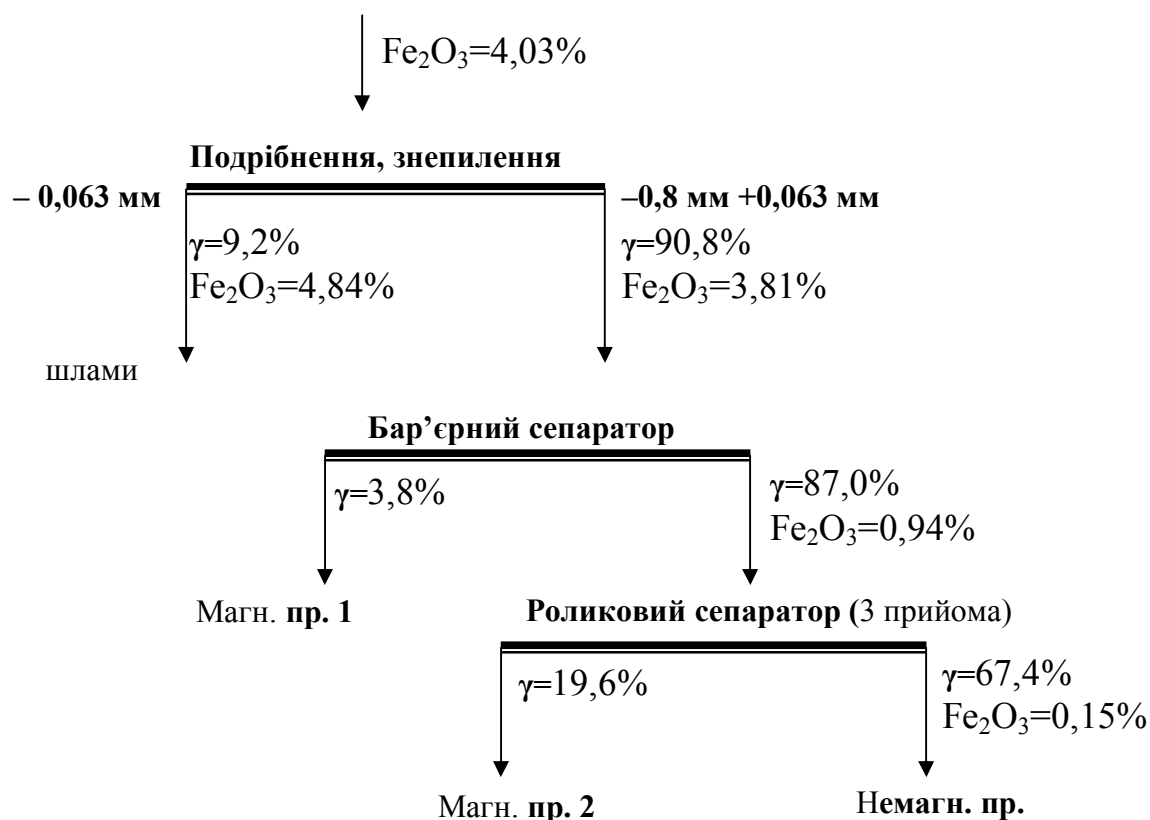 Fe₂O₃=4,03%
Подрібнення, знепилення
– 0,063 мм
–0,8 мм +0,063 мм
γ=9,2%
Fe₂O₃=4,84%
γ=90,8%
Fe₂O₃=3,81%
шлами
Бар’єрний сепаратор
γ=3,8%
γ=87,0%
Fe₂O₃=0,94%
Магн. пр. 1
Роликовий сепаратор (3 прийома)
γ=19,6%
γ=67,4%
Fe₂O₃=0,15%
Магн. пр. 2
Немагн. пр.